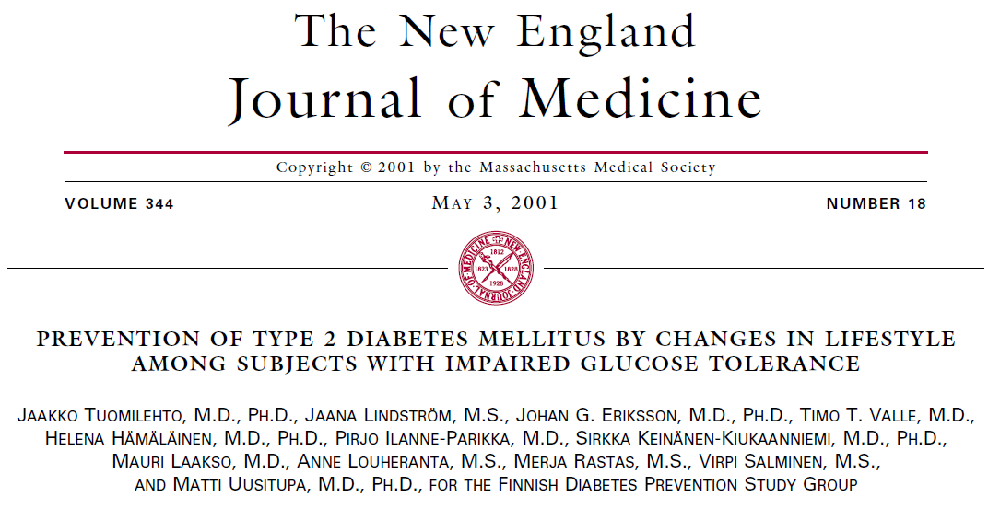 The New England
Journal of Medicine
Copyright © 2001 by the Massachusetts Medical Society
VOLUME 344
MAY 3, 2001
NUMBER 18
THE NEW ENGLAND JOURNAL OF MEDICINE
1812
1823 1828
1928
PREVENTION OF TYPE 2 DIABETES MELLITUS BY CHANGES IN LIFESTYLE
AMONG SUBJECTS WITH IMPAIRED GLUCOSE TOLERANCE
JAAKKO TUOMILEHTO, M.D., PH.D., JAANA LINDSTRÖM, M.S., JOHAN G. ERIKSSON, M.D., PH.D., TIMO T. VALLE, M.D.,
HELENA HÄMÄLÄINEN, M.D., PH.D., PIRJO ILANNE-PARIKKA, M.D., SIRKKA KEINÄNEN-KIUKAANNIEMI, M.D., PH.D.,
MAURI LAAKSO, M.D., ANNE LOUHERANTA, M.S., MERJA RASTAS, M.S., VIRPI SALMINEN, M.S.,
AND MATTI UUSITUPA, M.D., PH.D., FOR THE FINNISH DIABETES PREVENTION STUDY GROUP